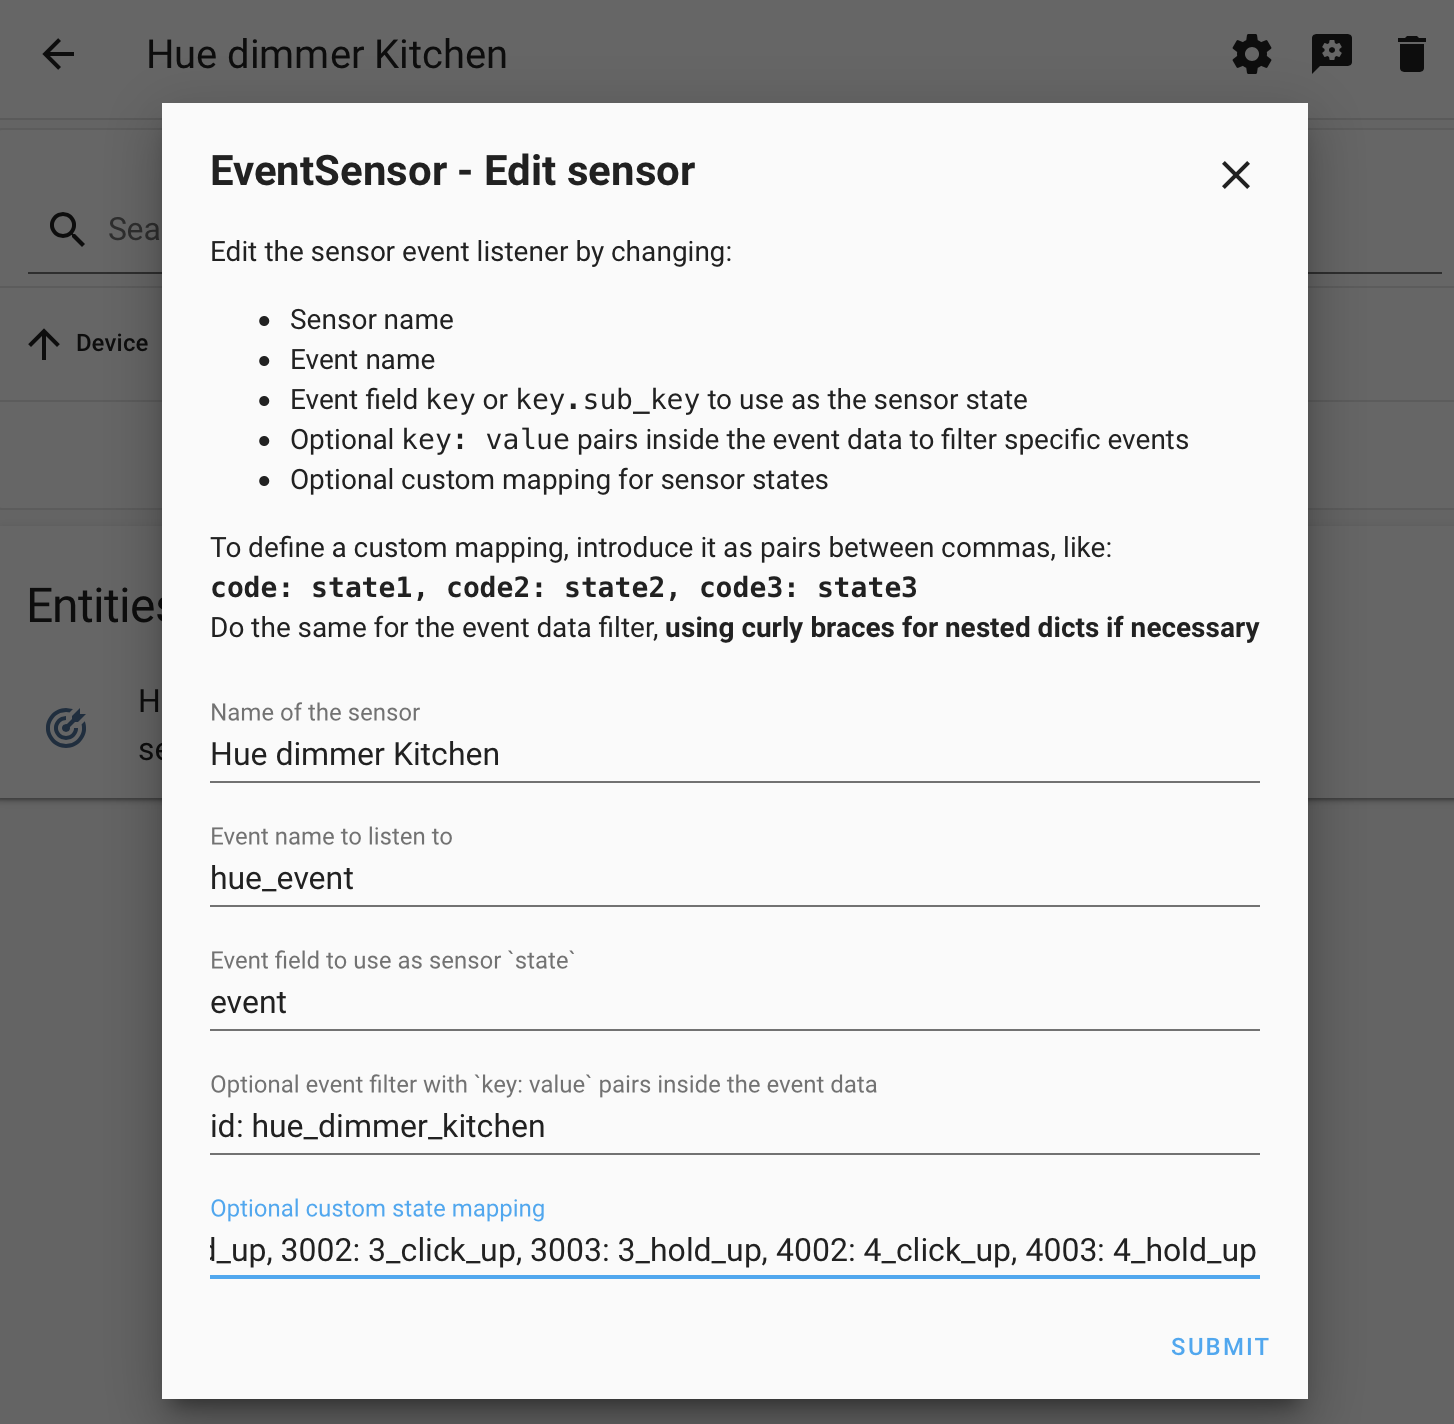 Hue dimmer Kitchen
EventSensor - Edit sensor
Edit the sensor event listener by changing:
Sensor name
Event name
Event field key or key.sub_key to use as the sensor state
Optional key: value pairs inside the event data to filter specific events
Optional custom mapping for sensor states
To define a custom mapping, introduce it as pairs between commas, like:
code: state1, code2: state2, code3: state3
Do the same for the event data filter, using curly braces for nested dicts if necessary
Name of the sensor
Hue dimmer Kitchen
Event name to listen to
hue_event
Event field to use as sensor `state`
event
Optional event filter with `key: value` pairs inside the event data
id: hue_dimmer_kitchen
Optional custom state mapping
_up, 3002: 3_click_up, 3003: 3_hold_up, 4002: 4_click_up, 4003: 4_hold_up
SUBMIT
Sea
Device
Entities
H
se